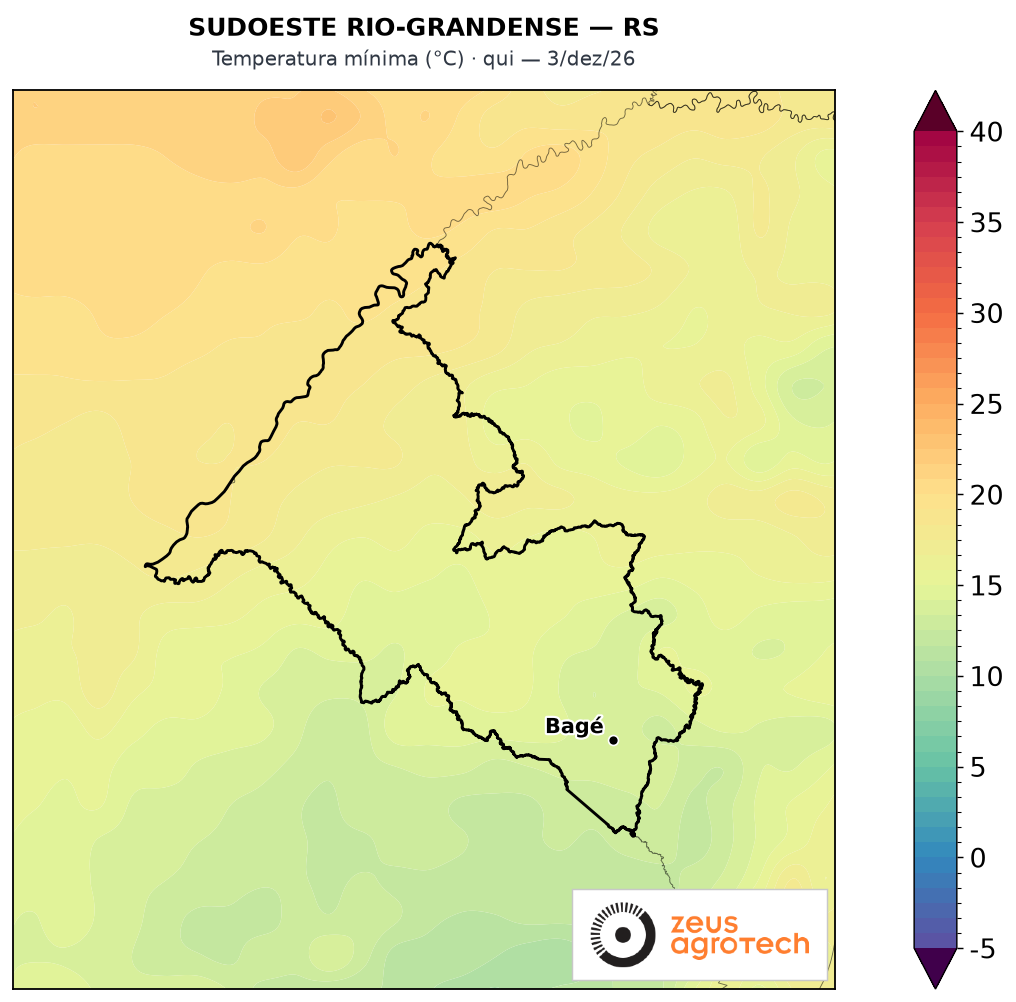 SUDOESTE RIO-GRANDENSE — RS
Temperatura mínima (°C) · qui — 3/dez/26
40
35
30
25
20
15
10
5
0
-5
Bagé
zeus
agrotech